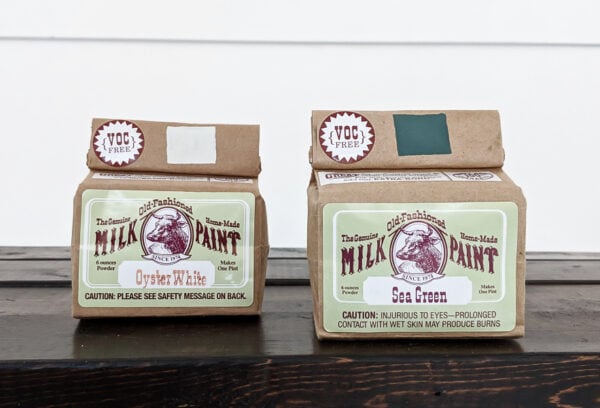 {VOC}
FREE
Old-Fashioned
The Genuine
Home-Made
MILK PAINT
SINCE 1974
6 ounces
Powder
Makes
One Pint
Oyster White
CAUTION: PLEASE SEE SAFETY MESSAGE ON BACK.
{VOC}
FREE
Old-Fashioned
The Genuine
Home-Made
MILK PAINT
SINCE 1974
6 ounces
Powder
Makes
One Pint
Sea Green
CAUTION: INJURIOUS TO EYES—PROLONGED
CONTACT WITH WET SKIN MAY PRODUCE BURNS